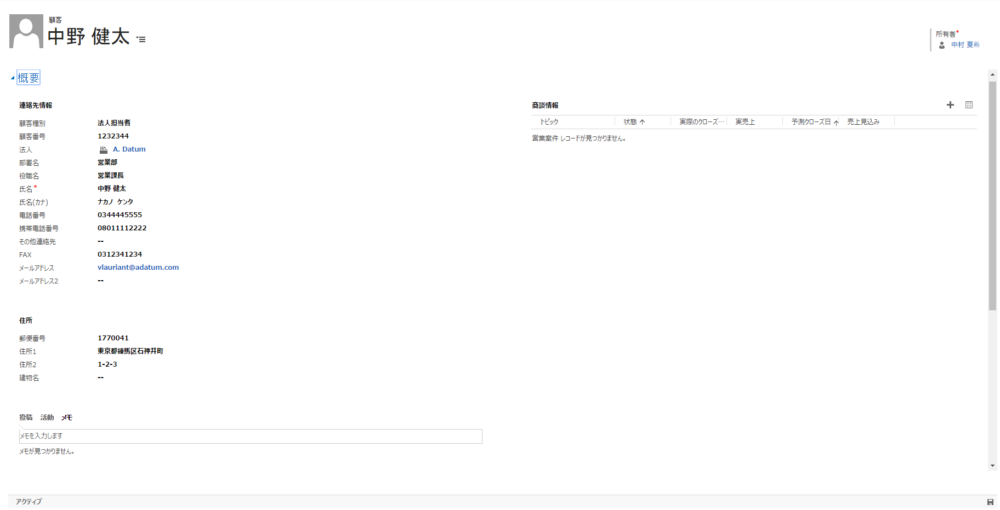 顧客
中野 健太
所有者*
中村 夏希
概要
連絡先情報
顧客種別 法人担当者
顧客番号 1232344
法人 A. Datum
部署名 営業部
役職名 営業課長
氏名* 中野 健太
氏名(カナ) ナカノ ケンタ
電話番号 0344445555
携帯電話番号 08011112222
その他連絡先 --
FAX 0312341234
メールアドレス vlauriant@adatum.com
メールアドレス2 --
住所
郵便番号 1770041
住所1 東京都練馬区石神井町
住所2 1-2-3
建物名 --
投稿 活動 メモ
メモを入力します
メモが見つかりません。
商談情報
トピック 状態 ↑ 実際のクローズ… 実売上 予測クローズ日 ↑ 売上見込み
営業案件 レコードが見つかりません。
アクティブ